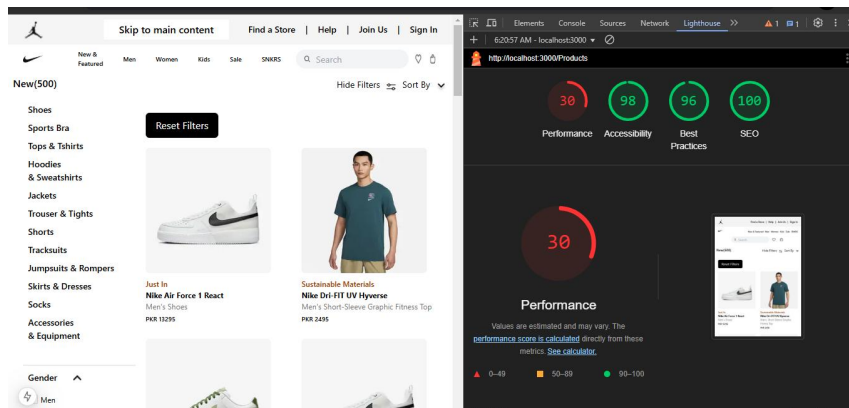 Skip to main content
Find a Store | Help | Join Us | Sign In
New & Featured
Men
Women
Kids
Sale
SNKRS
Search
New(500)
Hide Filters
Sort By
Shoes
Sports Bra
Tops & Tshirts
Hoodies
& Sweatshirts
Jackets
Trouser & Tights
Shorts
Tracksuits
Jumpsuits & Rompers
Skirts & Dresses
Socks
Accessories
& Equipment
Gender
Men
Reset Filters
Just In
Nike Air Force 1 React
Men's Shoes
PKR 13295
Sustainable Materials
Nike Dri-FIT UV Hyverse
Men's Short-Sleeve Graphic Fitness Top
PKR 2495
Elements
Console
Sources
Network
Lighthouse
1
1
6:20:57 AM - localhost:3000
http://localhost:3000/Products
30
98
96
100
Performance
Accessibility
Best
Practices
SEO
30
Performance
Values are estimated and may vary. The
performance score is calculated directly from these
metrics. See calculator.
0–49
50–89
90–100